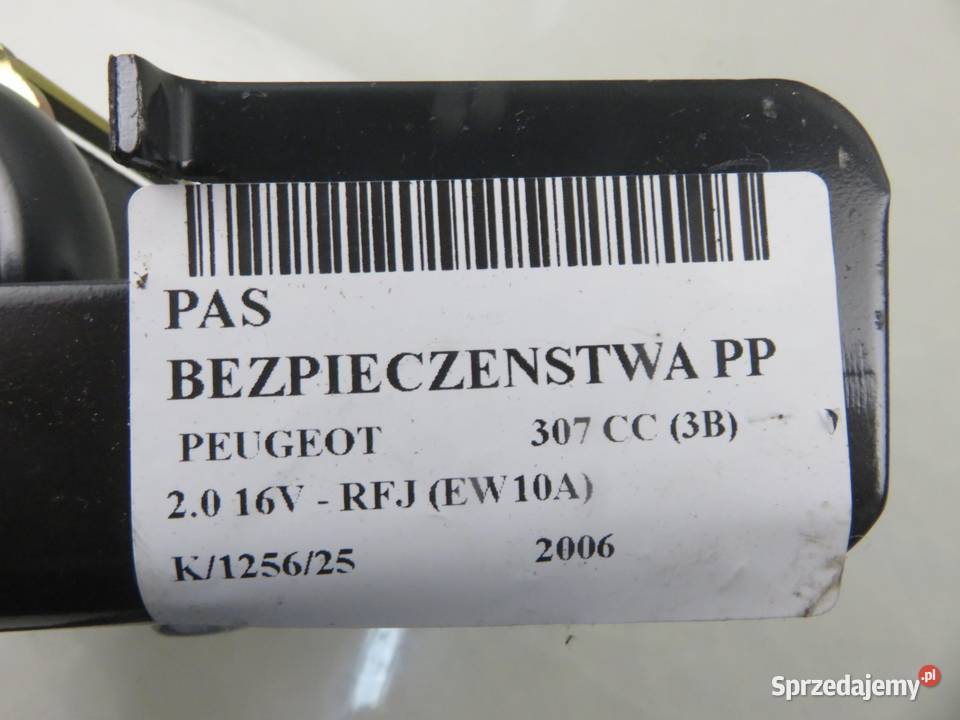 PAS
BEZPIECZENSTWA PP
PEUGEOT 307 CC (3B)
2.0 16V - RFJ (EW10A)
K/1256/25 2006
Sprzedajemy.pl